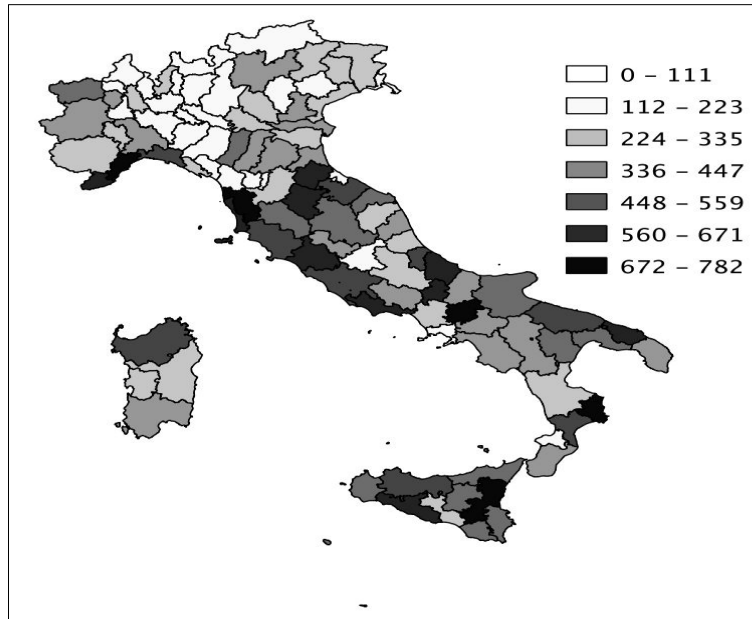 0 – 111
112 – 223
224 – 335
336 – 447
448 – 559
560 – 671
672 – 782